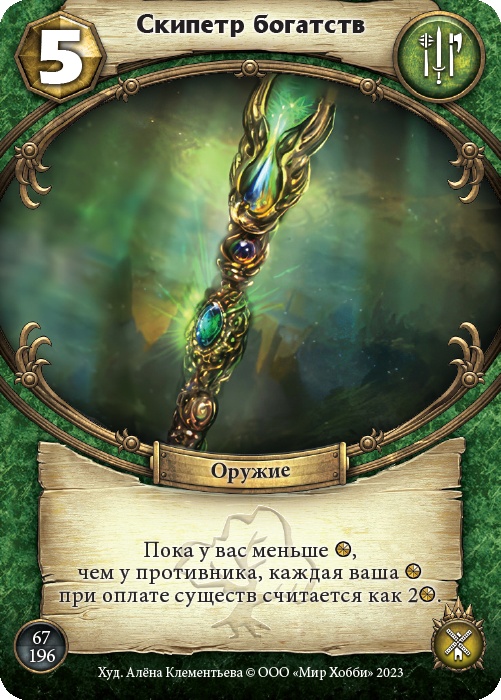 Скипетр богатств
5
Оружие
Пока у вас меньше ,
чем у противника, каждая ваша
при оплате существ считается как 2.
67
196
Худ. Алёна Клементьева © ООО «Мир Хобби» 2023